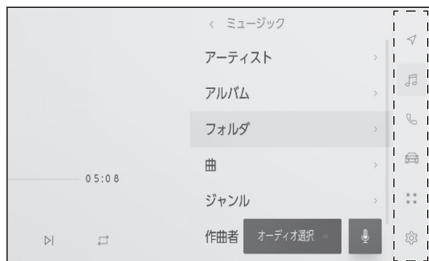 ミュージック
アーティスト
アルバム
フォルダ
曲
05:08
ジャンル
作曲者
オーディオ選択